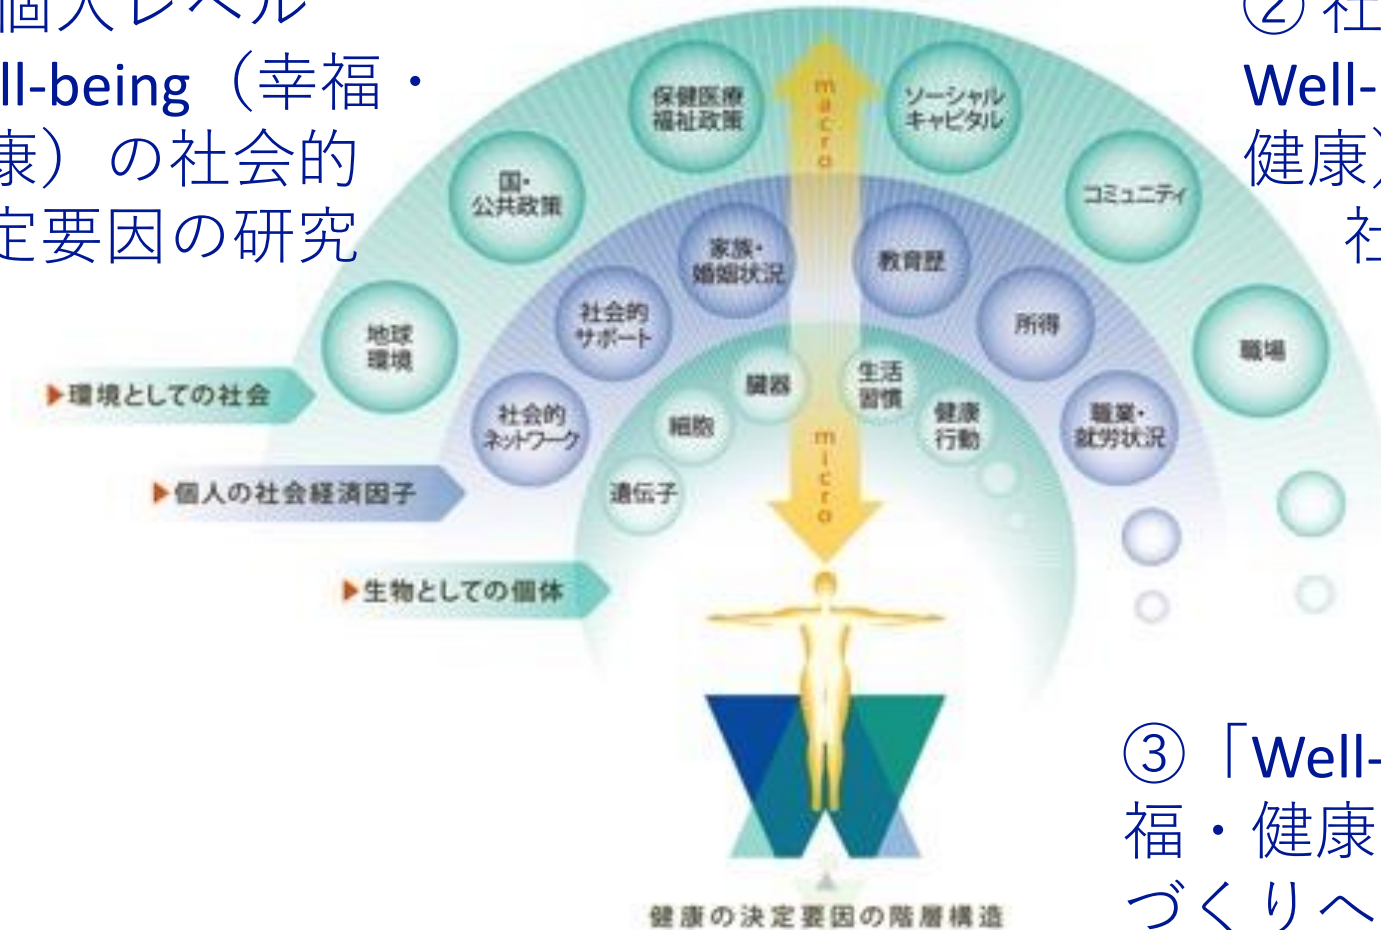 個人レベル
ll-being（幸福・
康）の社会的
定要因の研究
② 社
Well-
健康）
社
macro
保健医療
福祉政策
ソーシャル
キャピタル
国・
公共政策
コミュニティ
地球
環境
職場
家族・
婚姻状況
教育歴
社会的
サポート
所得
社会的
ネットワーク
職業・
就労状況
臓器
生活
習慣
細胞
健康
行動
遺伝子
micro
▶環境としての社会
▶個人の社会経済因子
▶生物としての個体
③「Well-
福・健康
づくりへ
健康の決定要因の階層構造